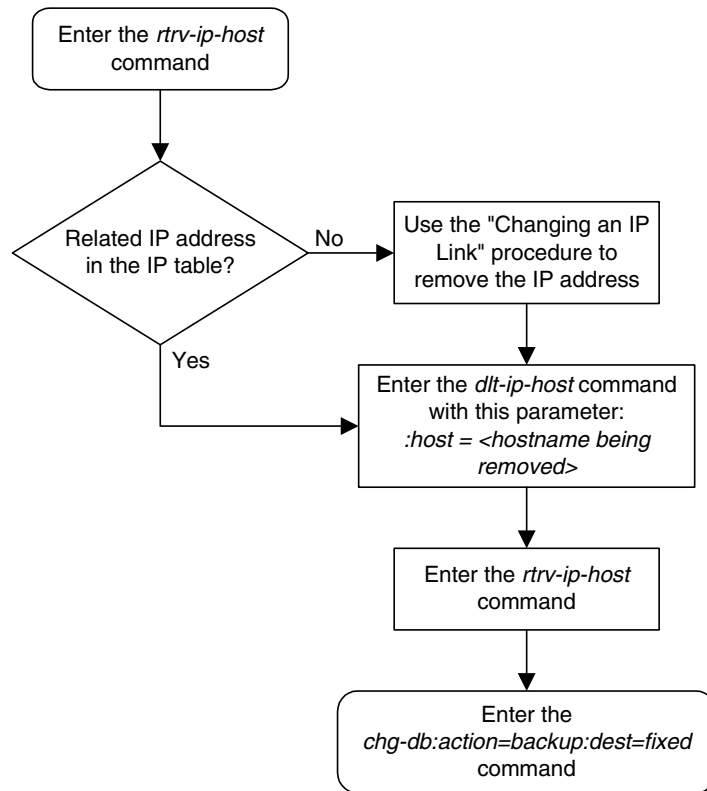 Enter the rtrv-ip-host
command
Related IP address
in the IP table?
No
Yes
Use the "Changing an IP
Link" procedure to
remove the IP address
Enter the dlt-ip-host command
with this parameter:
:host = <hostname being
removed>
Enter the rtrv-ip-host
command
Enter the
chg-db:action=backup:dest=fixed
command